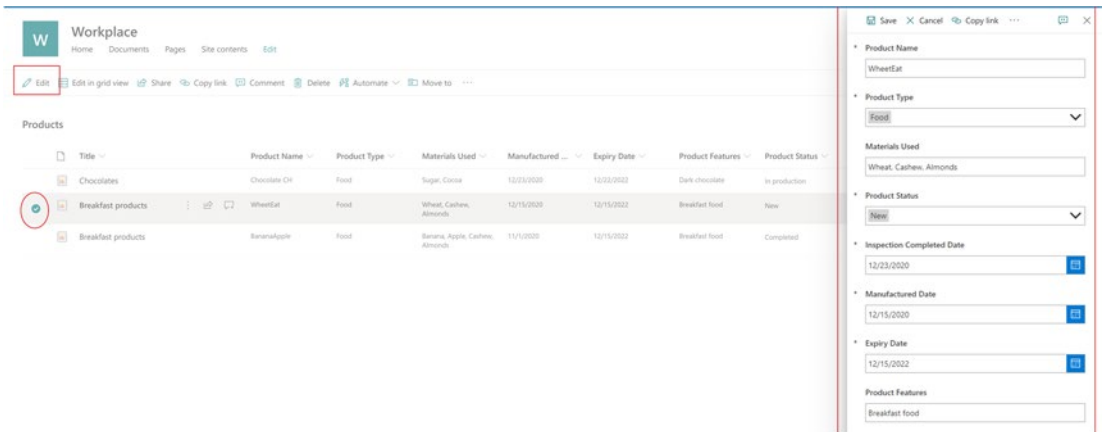 W
Workplace
Home Documents Pages Site contents Edit
Edit Edit in grid view Share Copy link Comment Delete Automate Move to ...
Products
Title Product Name Product Type Materials Used Manufactured ... Expiry Date Product Features Product Status
Chocolates Chocolate CH Food Sugar, Cocoa 12/23/2020 12/22/2022 Dark chocolate In production
Breakfast products WheetEat Food Wheat, Cashew, 12/15/2020 12/15/2022 Breakfast food New
Almonds
Breakfast products BananaApple Food Banana, Apple, Cashew, 11/1/2020 12/15/2022 Breakfast food Completed
Almonds
Save Cancel Copy link ...
* Product Name
WheetEat
* Product Type
Food
Materials Used
Wheat, Cashew, Almonds
* Product Status
New
* Inspection Completed Date
12/23/2020
* Manufactured Date
12/15/2020
* Expiry Date
12/15/2022
Product Features
Breakfast food